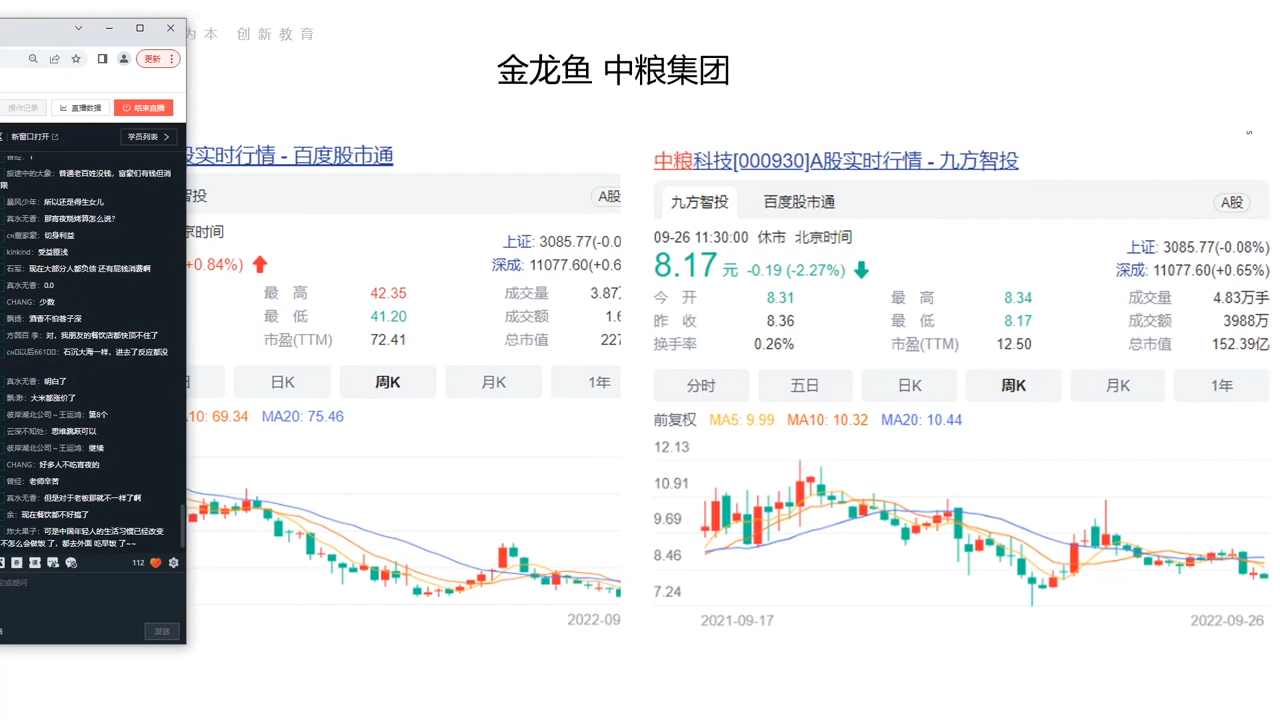 为本 创新教育
金龙鱼 中粮集团
更新
操作记录
直播数据
结束直播
新窗口打开
学员列表
旅途中的大象：普通老百姓没钱，富豪们有钱但消
限
晨风少年：所以还是得生女儿
真水无香：那宵夜烧烤算怎么说？
切身利益
kinkind：受益匪浅
石军：现在大部分人都负债 还有屁钱消费啊
真水无香：0.0
CHANG：少数
飘扬：酒香不怕巷子深
方茴百 季：对，我朋友的餐饮店都快顶不住了
石沉大海一样，进去了反应都没
真水无香：明白了
飘·渺：大米都涨价了
彼岸湖北公司～王运鸿：第8个
云深不知处：思维跳跃可以
彼岸湖北公司～王运鸿：继续
CHANG：好多人不吃宵夜的
曾经：老师辛苦
真水无香：但是对于老板那就不一样了啊
余：现在餐饮都不好搞了
炸大果子：可是中国年轻人的生活习惯已经改变
不怎么会做饭 了，都去外面 吃早饭 了~~
112
论或提问
发送
股实时行情 - 百度股市通
智投
A股
京时间
上证: 3085.77(-0.0
+0.84%)
深成: 11077.60(+0.6
最 高 42.35 成交量 3.87
最 低 41.20 成交额 1.6
市盈(TTM) 72.41 总市值 227
日K 周K 月K 1年
10: 69.34 MA20: 75.46
2022-09
中粮科技[000930]A股实时行情 - 九方智投
九方智投 百度股市通 A股
09-26 11:30:00 休市 北京时间
上证: 3085.77(-0.08%)
8.17 元 -0.19 (-2.27%)
深成: 11077.60(+0.65%)
今 开 8.31 最 高 8.34 成交量 4.83万手
昨 收 8.36 最 低 8.17 成交额 3988万
换手率 0.26% 市盈(TTM) 12.50 总市值 152.39亿
分时 五日 日K 周K 月K 1年
前复权 MA5: 9.99 MA10: 10.32 MA20: 10.44
12.13
10.91
9.69
8.46
7.24
2021-09-17 2022-09-26